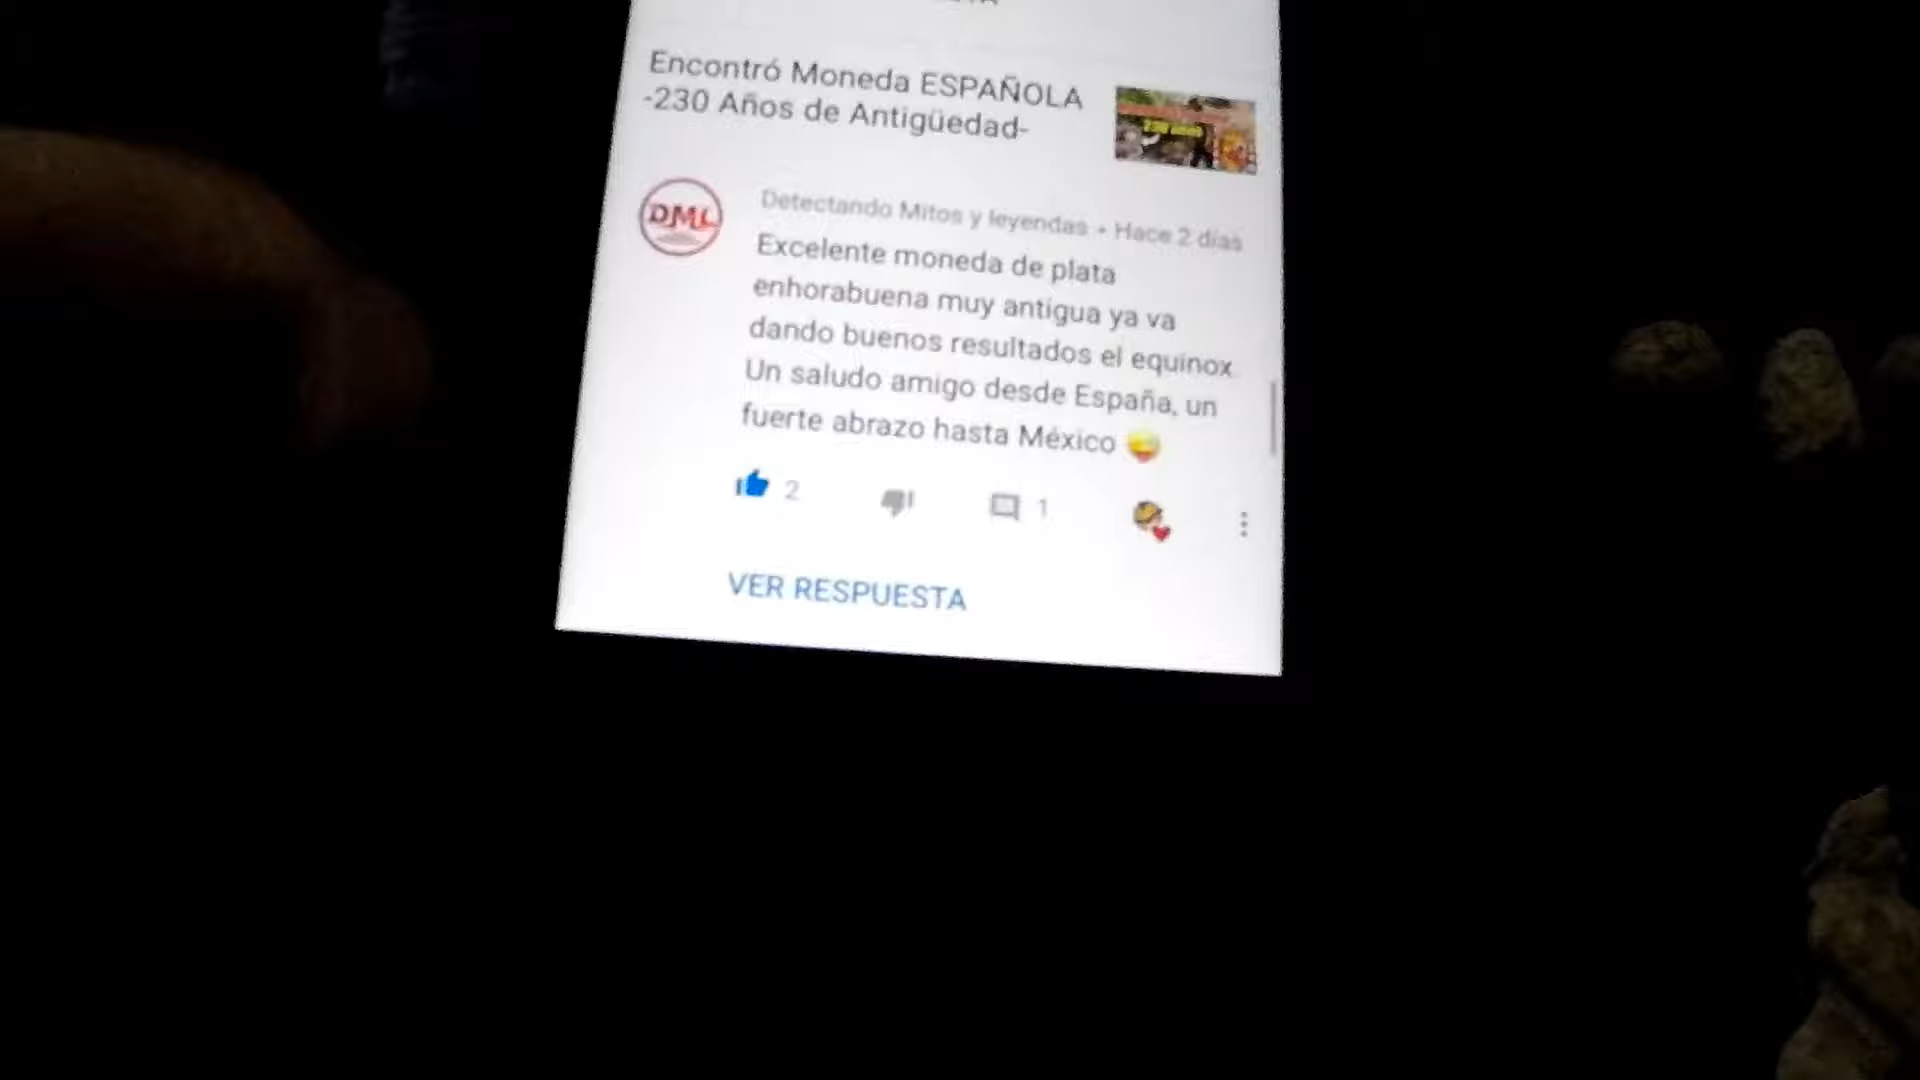 Encontró Moneda ESPAÑOLA
-230 Años de Antigüedad-
DML
Detectando Mitos y leyendas • Hace 2 días
Excelente moneda de plata
enhorabuena muy antigua ya va
dando buenos resultados el equinox.
Un saludo amigo desde España, un
fuerte abrazo hasta México
2
1
VER RESPUESTA